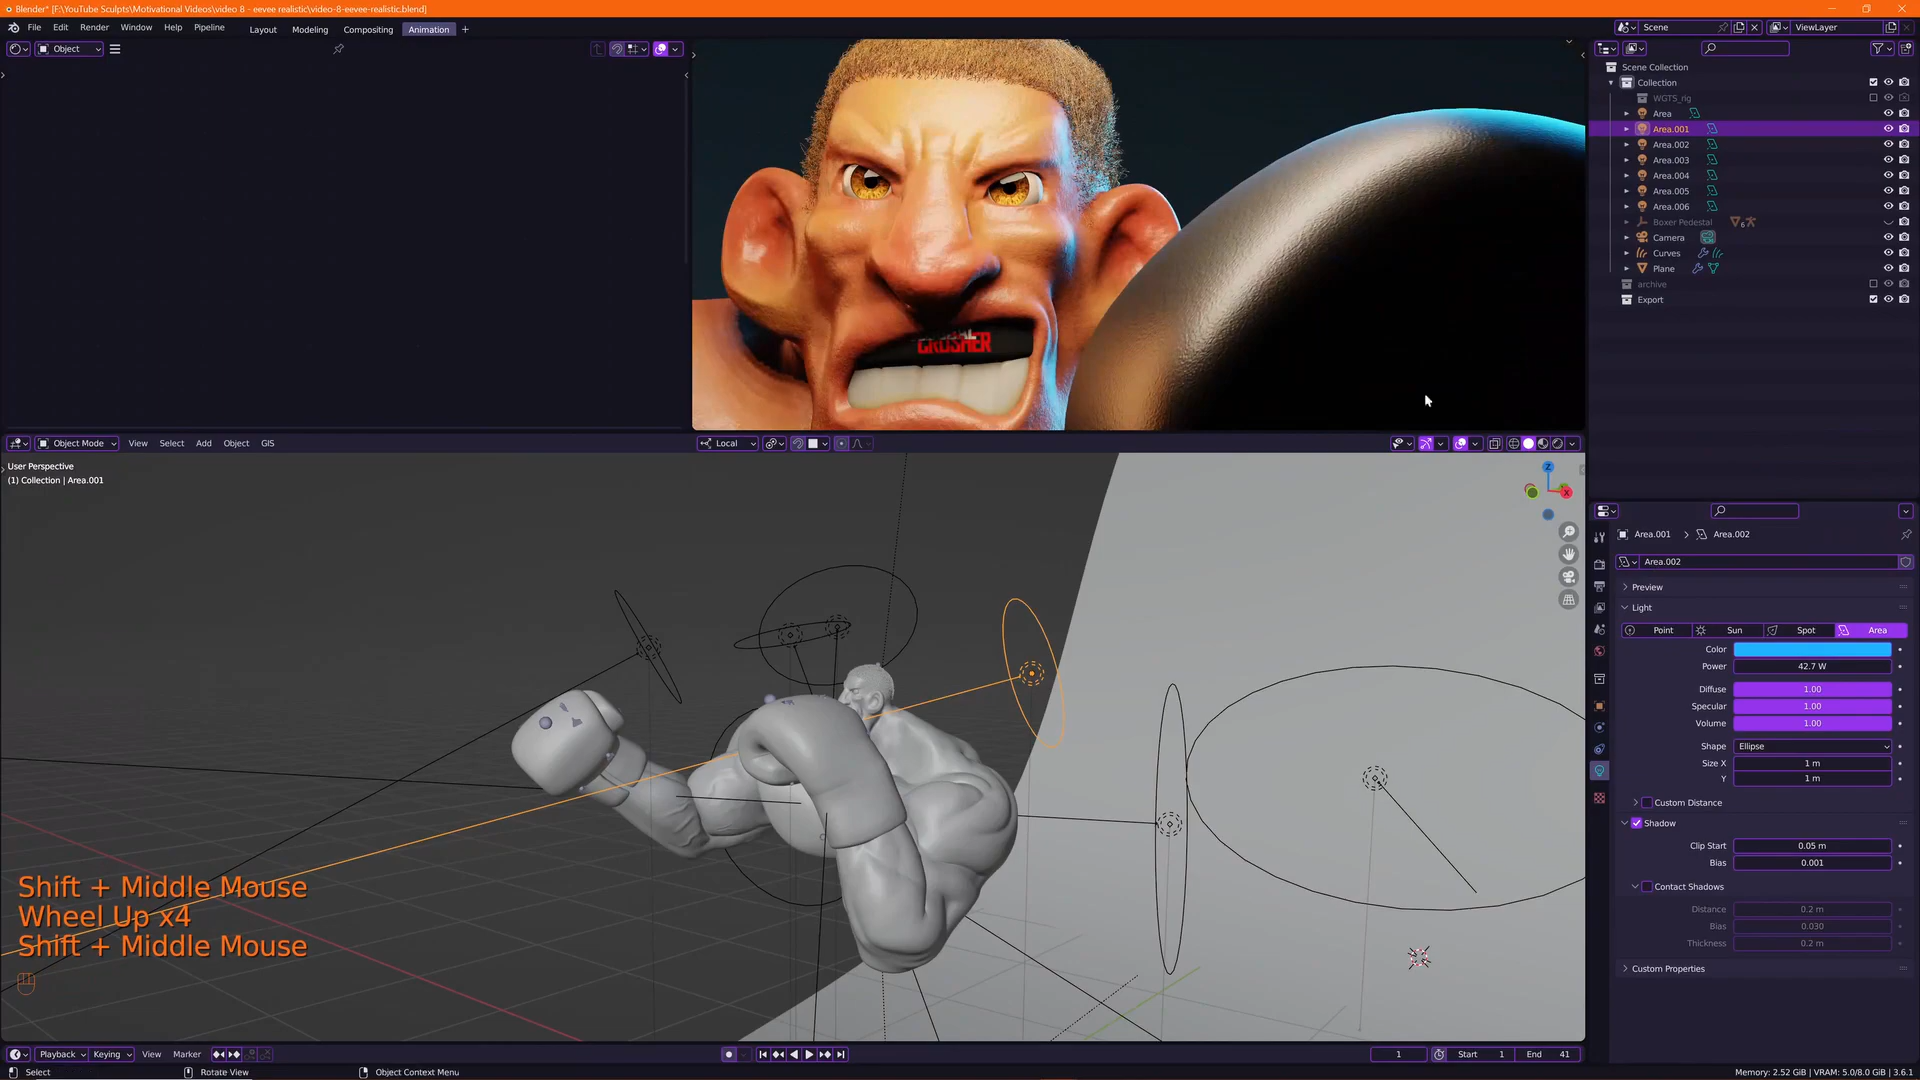 Blender* [F:\YouTube Sculpts\Motivational Videos\video 8 - eevee realistic\video-8-eevee-realistic.blend]
File Edit Render Window Help Pipeline Layout Modeling Compositing Animation + Scene ViewLayer
Object
Scene Collection
Collection
WGTS_rig
Area
Area.001
Area.002
Area.003
Area.004
Area.005
Area.006
Boxer Pedestal 6
Camera
Curves
Plane
archive
Export
CRUSHER
Object Mode View Select Add Object GIS Local
User Perspective
(1) Collection | Area.001
Z
X
Area.001 > Area.002
Area.002
Preview
Light
Point Sun Spot Area
Color
Power 42.7 W
Diffuse 1.00
Specular 1.00
Volume 1.00
Shape Ellipse
Size X 1 m
Y 1 m
Custom Distance
Shadow
Clip Start 0.05 m
Bias 0.001
Contact Shadows
Distance 0.2 m
Bias 0.030
Thickness 0.2 m
Custom Properties
Shift + Middle Mouse
Wheel Up x4
Shift + Middle Mouse
Playback Keying View Marker 1 Start 1 End 41
Select Rotate View Object Context Menu Memory: 2.52 GiB | VRAM: 5.0/8.0 GiB | 3.6.1